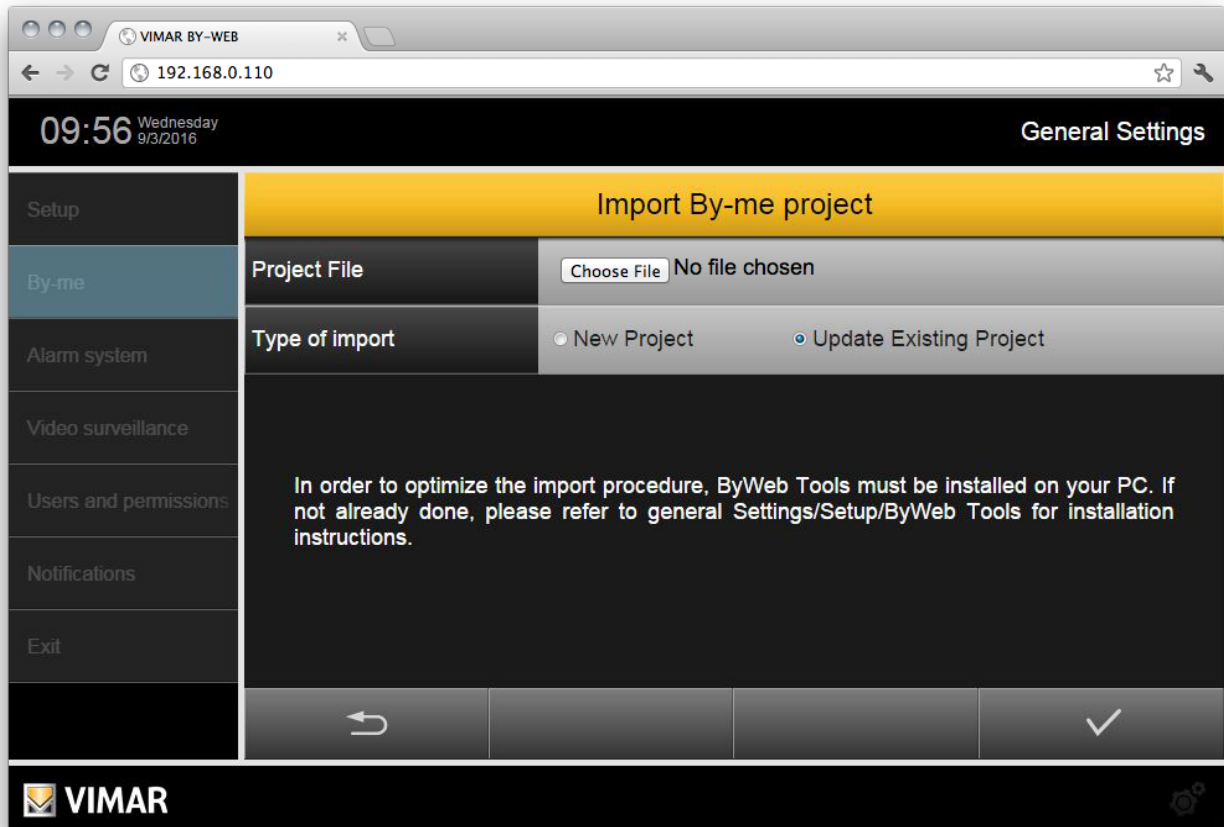 VIMAR BY-WEB
192.168.0.110
09:56 Wednesday
9/3/2016
General Settings
Setup
Import By-me project
By-me
Project File
Choose File No file chosen
Type of import
New Project
Update Existing Project
Alarm system
Video surveillance
Users and permissions
In order to optimize the import procedure, ByWeb Tools must be installed on your PC. If
not already done, please refer to general Settings/Setup/ByWeb Tools for installation
instructions.
Notifications
Exit
VIMAR